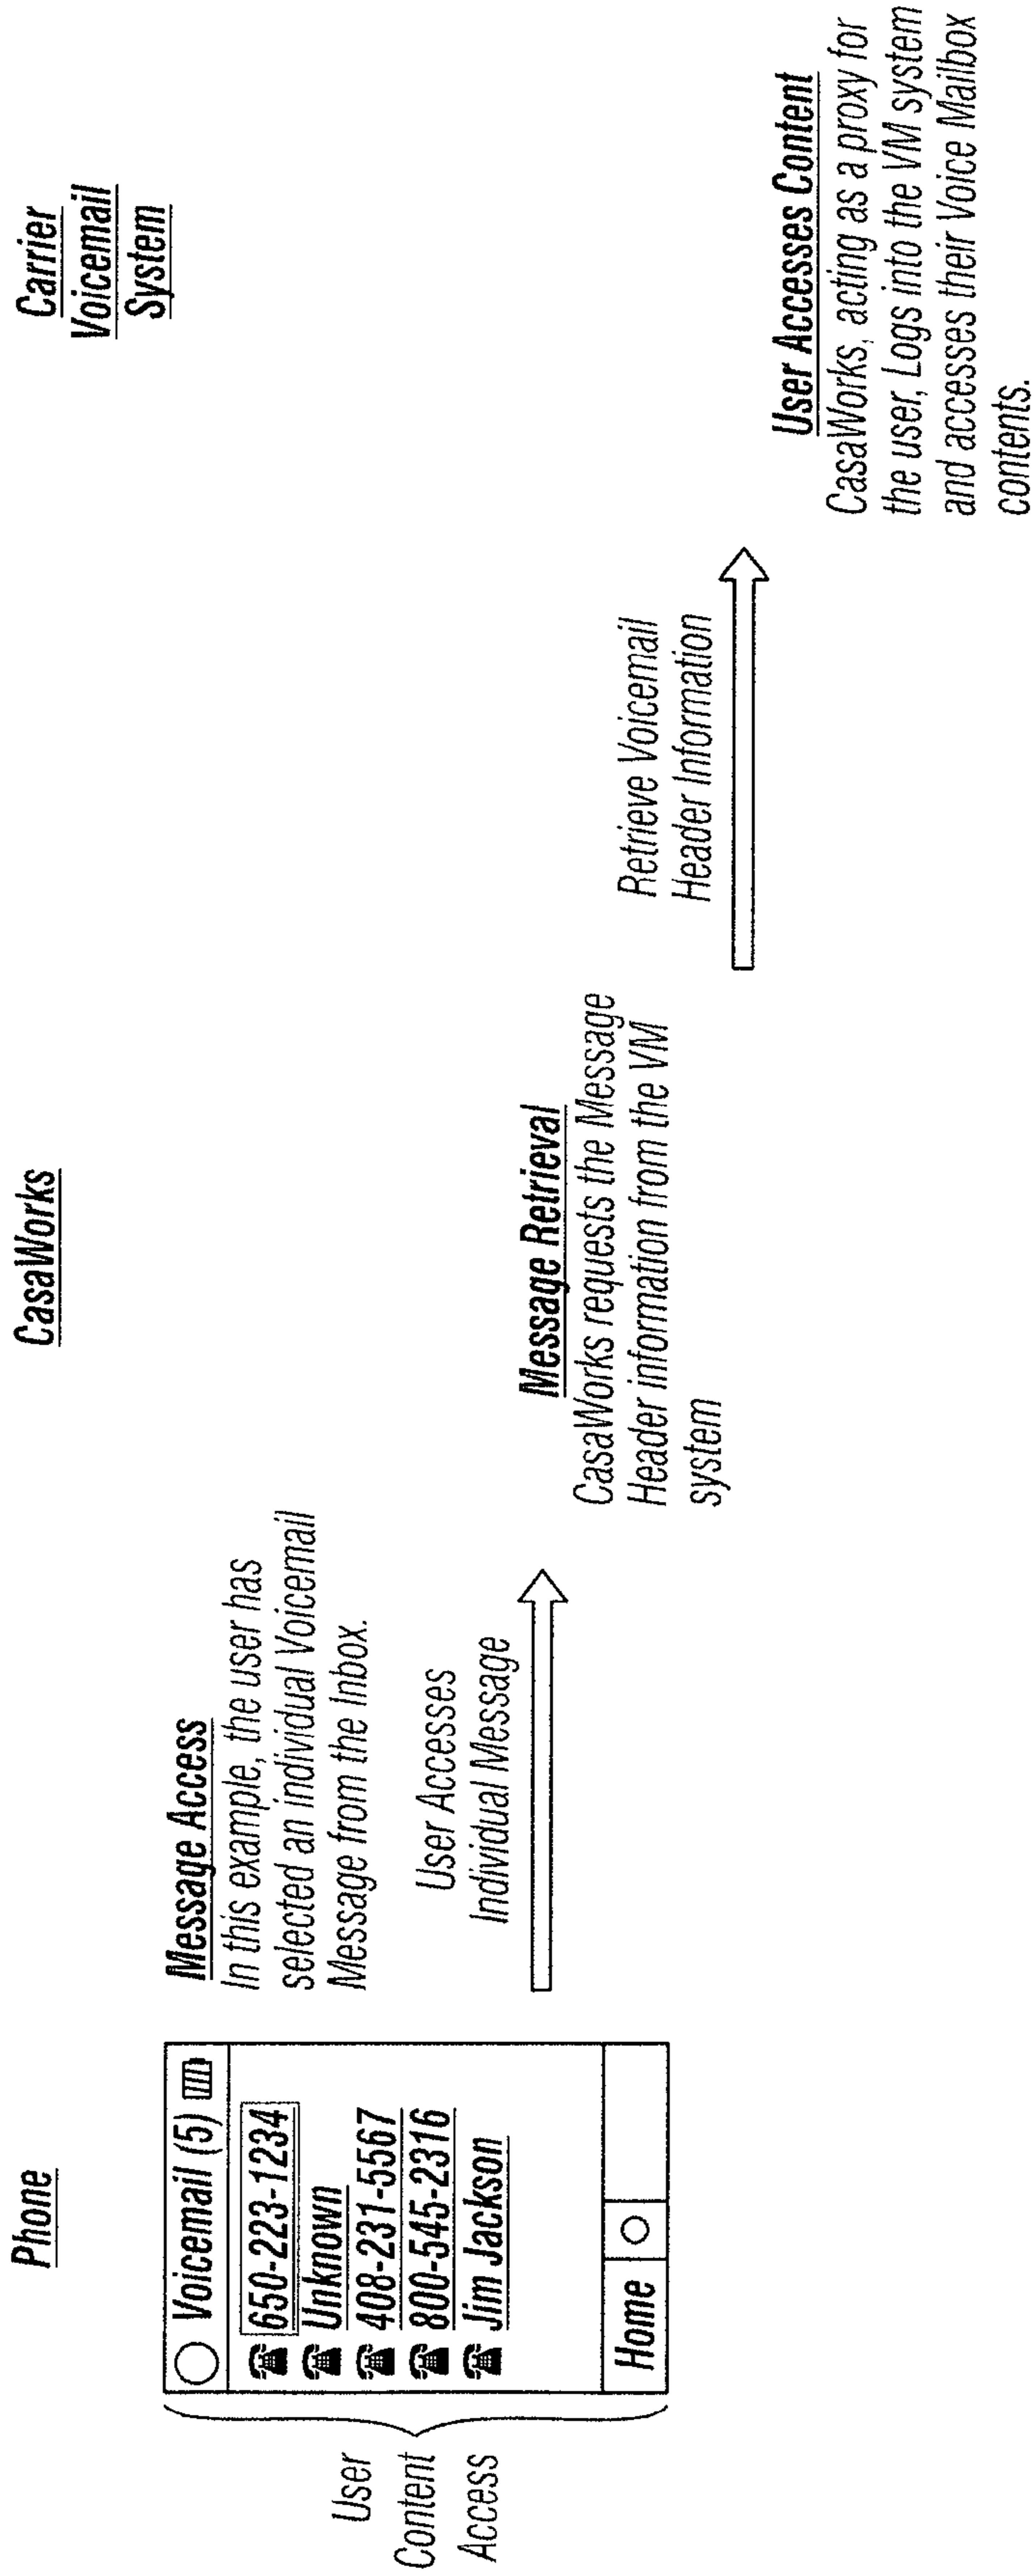 Phone
CasaWorks
Carrier
Voicemail
System
User
Content
Access
Voicemail (5)
650-223-1234
Unknown
408-231-5567
800-545-2316
Jim Jackson
Home
Message Access
In this example, the user has
selected an individual Voicemail
Message from the Inbox.
User Accesses
Individual Message
Message Retrieval
CasaWorks requests the Message
Header information from the VM
system
Retrieve Voicemail
Header Information
User Accesses Content
CasaWorks, acting as a proxy for
the user, Logs into the VM system
and accesses their Voice Mailbox
contents.